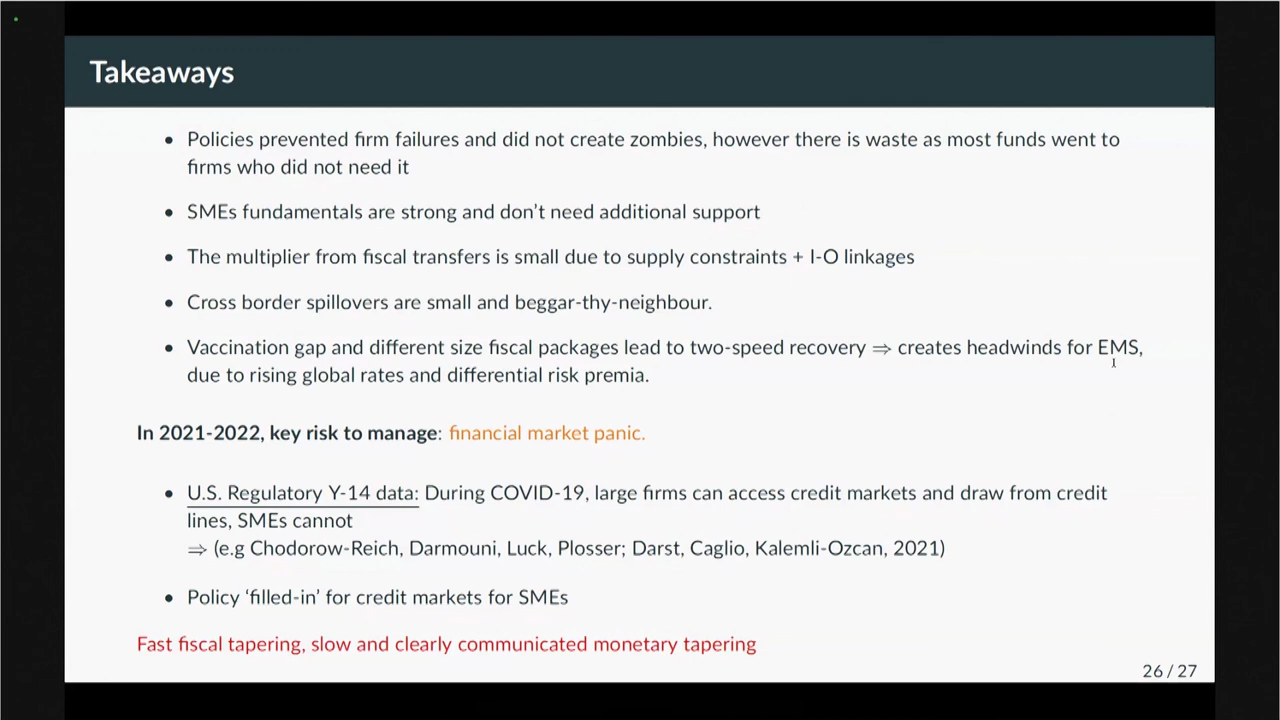 Takeaways
• Policies prevented firm failures and did not create zombies, however there is waste as most funds went to
firms who did not need it
• SMEs fundamentals are strong and don't need additional support
• The multiplier from fiscal transfers is small due to supply constraints + I-O linkages
• Cross border spillovers are small and beggar-thy-neighbour.
• Vaccination gap and different size fiscal packages lead to two-speed recovery ⇒ creates headwinds for EMS,
due to rising global rates and differential risk premia.
In 2021-2022, key risk to manage: financial market panic.
• U.S. Regulatory Y-14 data: During COVID-19, large firms can access credit markets and draw from credit
lines, SMEs cannot
⇒ (e.g Chodorow-Reich, Darmouni, Luck, Plosser; Darst, Caglio, Kalemli-Ozcan, 2021)
• Policy 'filled-in' for credit markets for SMEs
Fast fiscal tapering, slow and clearly communicated monetary tapering
26 / 27